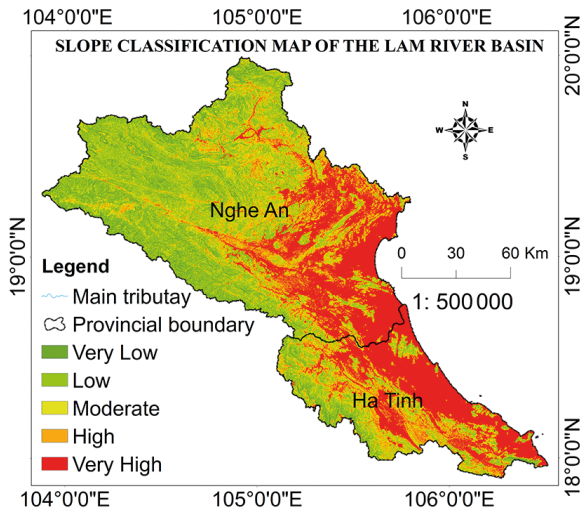 104°0'0"E 105°0'0"E 106°0'0"E
SLOPE CLASSIFICATION MAP OF THE LAM RIVER BASIN
20°0'0"N
N
W E
S
Nghe An
19°0'0"N
19°0'0"N
0 30 60 Km
1: 500 000
Legend
Main tributay
Provincial boundary
Very Low
Low
Moderate
High
Very High
Ha Tinh
18°0'0"N
104°0'0"E 105°0'0"E 106°0'0"E